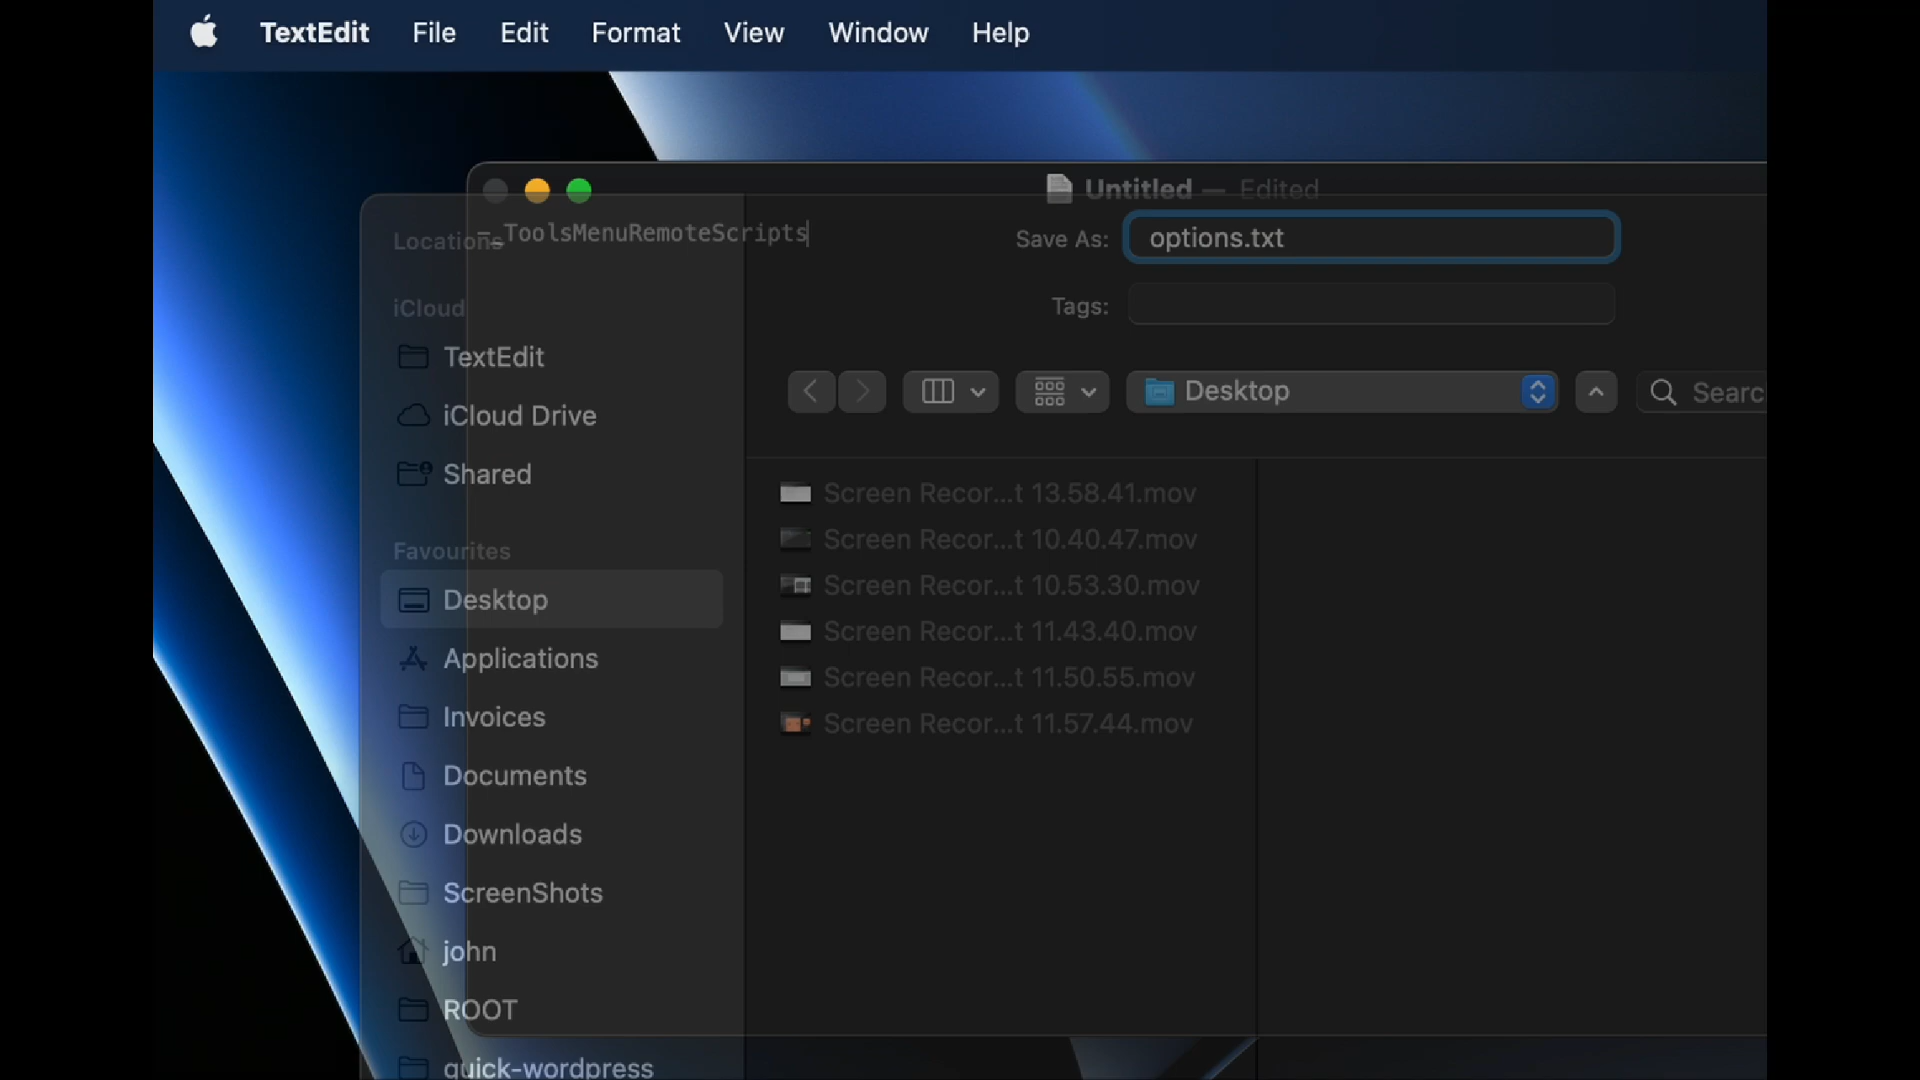 TextEdit File Edit Format View Window Help
Untitled — Edited
-_ToolsMenuRemoteScripts
Save As: options.txt
Tags:
Desktop
Searc
Locations
iCloud
TextEdit
iCloud Drive
Shared
Favourites
Desktop
Applications
Invoices
Documents
Downloads
ScreenShots
john
ROOT
quick-wordpress
Screen Recor...t 13.58.41.mov
Screen Recor...t 10.40.47.mov
Screen Recor...t 10.53.30.mov
Screen Recor...t 11.43.40.mov
Screen Recor...t 11.50.55.mov
Screen Recor...t 11.57.44.mov